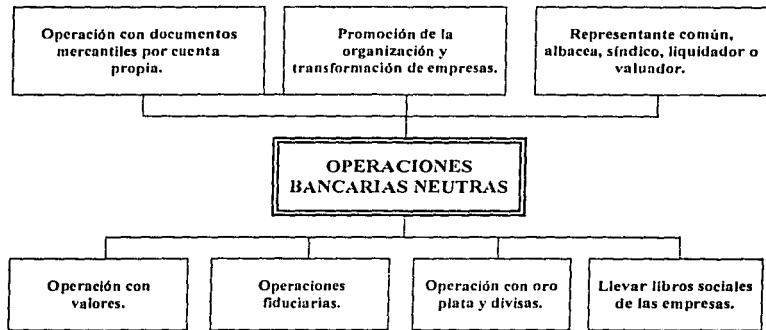 Operación con documentos
mercantiles por cuenta
propia.
Promoción de la
organización y
transformación de empresas.
Representante común,
albacea, síndico, liquidador o
valuador.
OPERACIONES
BANCARIAS NEUTRAS
Operación con
valores.
Operaciones
fiduciarias.
Operación con oro
plata y divisas.
Llevar libros sociales
de las empresas.